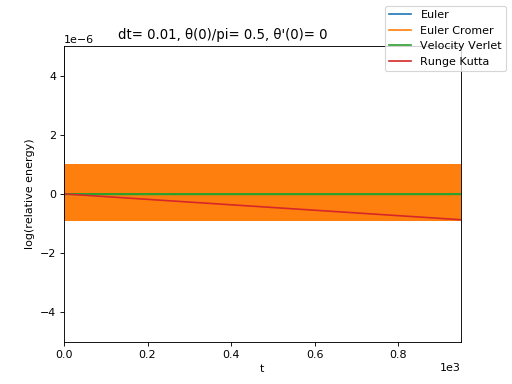 1e−6
dt= 0.01, θ(0)/pi= 0.5, θ'(0)= 0
Euler
Euler Cromer
Velocity Verlet
Runge Kutta
log(relative energy)
4
2
0
−2
−4
0.0 0.2 0.4 0.6 0.8
t
1e3